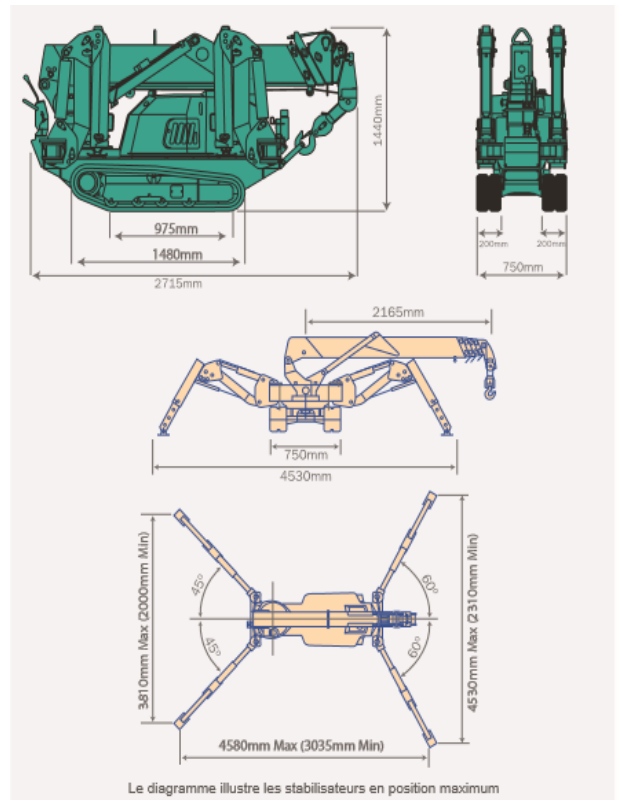 1440mm
975mm
1480mm
2715mm
200mm
200mm
750mm
2165mm
750mm
4530mm
3810mm Max (2000mm Min)
45°
45°
60°
60°
4530mm Max (2310mm Min)
4580mm Max (3035mm Min)
Le diagramme illustre les stabilisateurs en position maximum